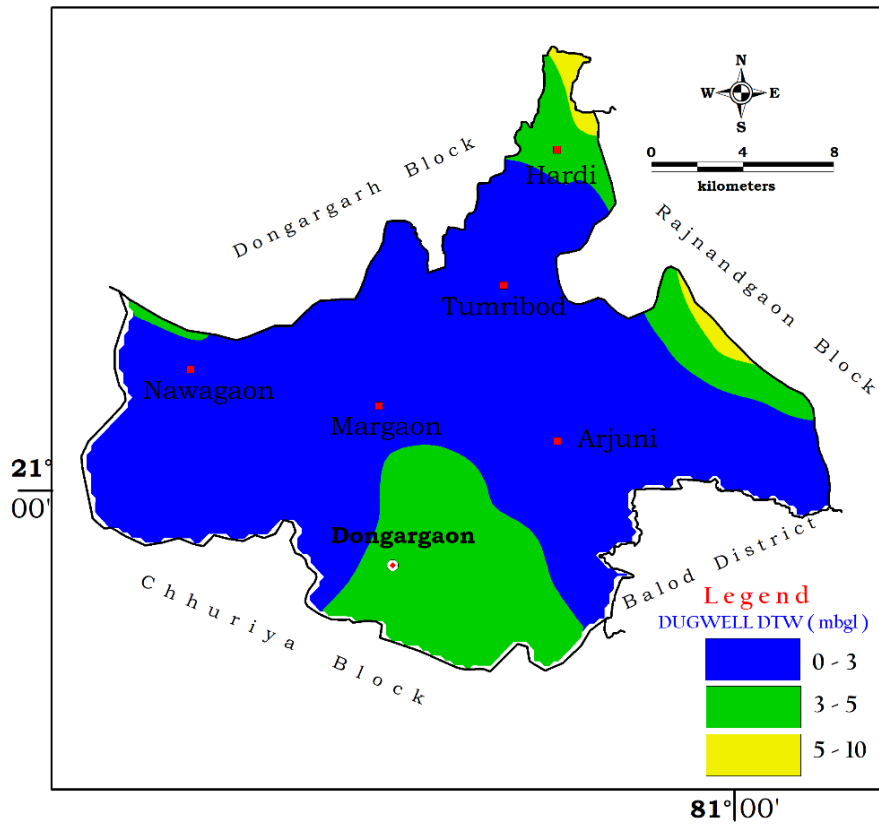 N
W E
S
0 4 8
kilometers
Dongargarh Block
Hardi
Rajnandgaon Block
Tumribod
Nawagaon
Margaon
Arjuni
21°
00'
Dongargaon
Chhuriya Block
Balod District
Legend
DUGWELL DTW ( mbgl )
0 - 3
3 - 5
5 - 10
81° 00'